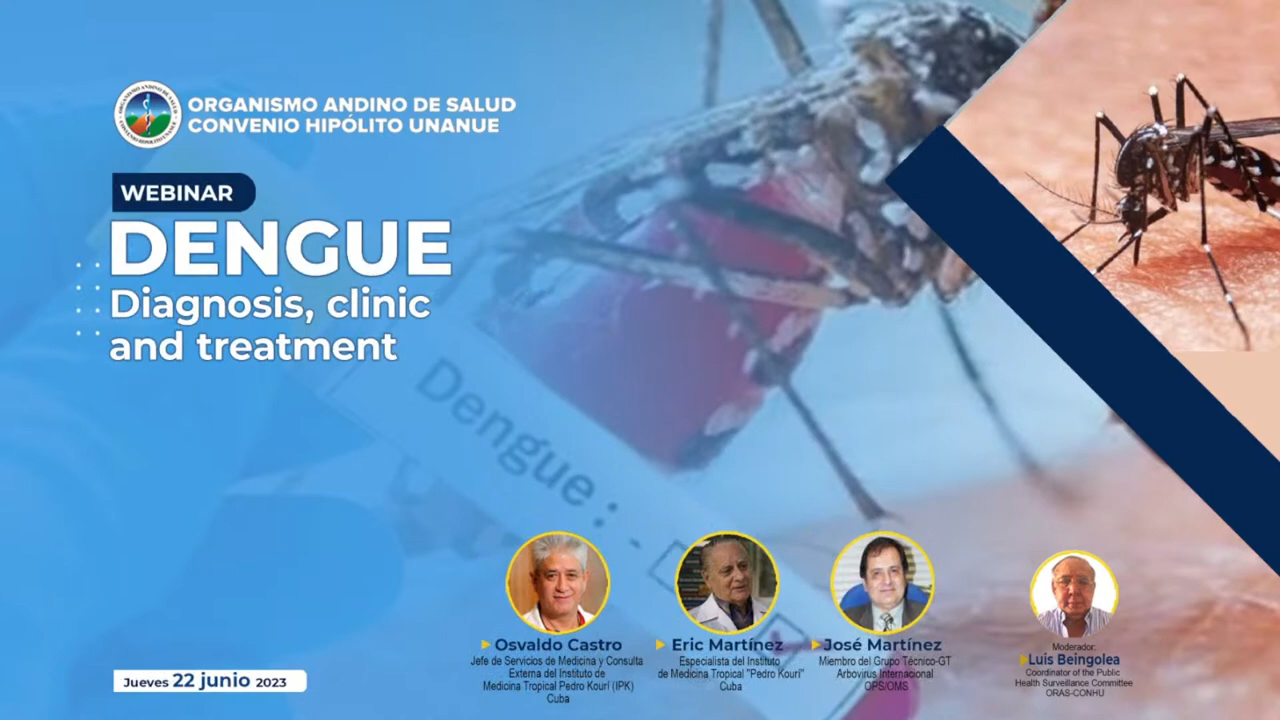 ORGANISMO ANDINO DE SALUD
CONVENIO HIPÓLITO UNANUE
WEBINAR
DENGUE
Diagnosis, clinic
and treatment
Dengue : -
Osvaldo Castro
Jefe de Servicios de Medicina y Consulta
Externa del Instituto de
Medicina Tropical Pedro Kourí (IPK)
Cuba
Eric Martínez
Especialista del Instituto
de Medicina Tropical "Pedro Kourí"
Cuba
José Martínez
Miembro del Grupo Técnico-GT
Arbovirus Internacional
OPS/OMS
Moderador:
Luis Beingolea
Coordinator of the Public
Health Surveillance Committee
ORAS-CONHU
Jueves 22 junio 2023